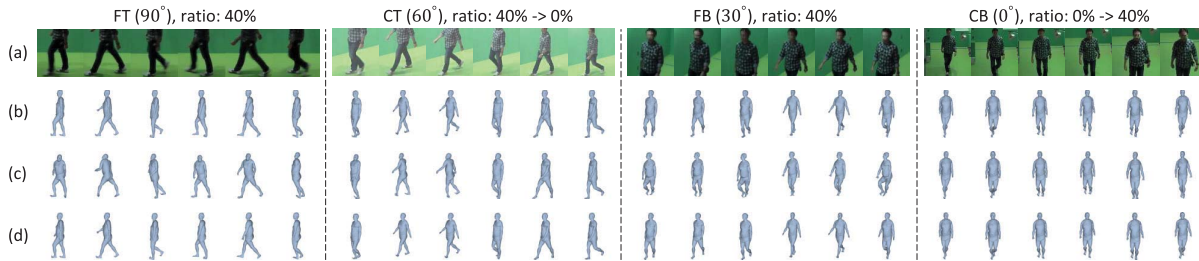 FT (90°), ratio: 40%
CT (60°), ratio: 40% -> 0%
FB (30°), ratio: 40%
CB (0°), ratio: 0% -> 40%
(a)
(b)
(c)
(d)